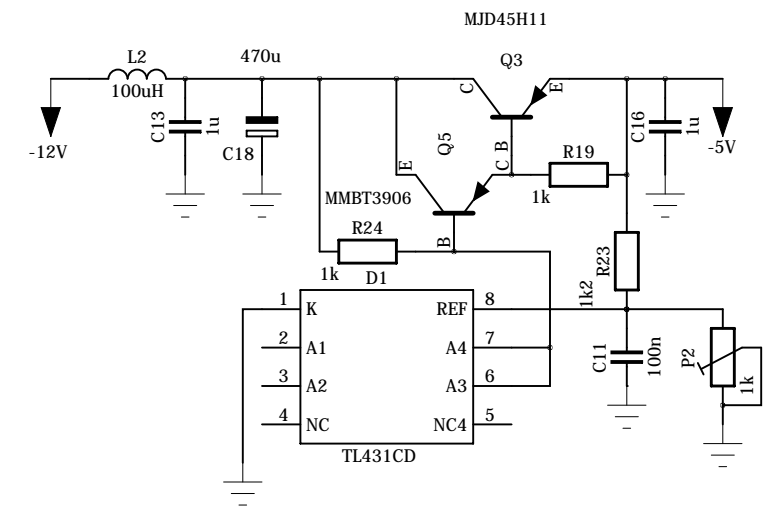 MJD45H11
L2
470u
Q3
100uH
C
E
C13
1u
C18
Q5
B
C16
1u
-12V
-5V
E
C
R19
1k
MMBT3906
R24
B
1k
D1
R23
1k2
1
K
REF
8
2
A1
A4
7
C11
100n
P2
1k
3
A2
A3
6
4
NC
NC4
5
TL431CD